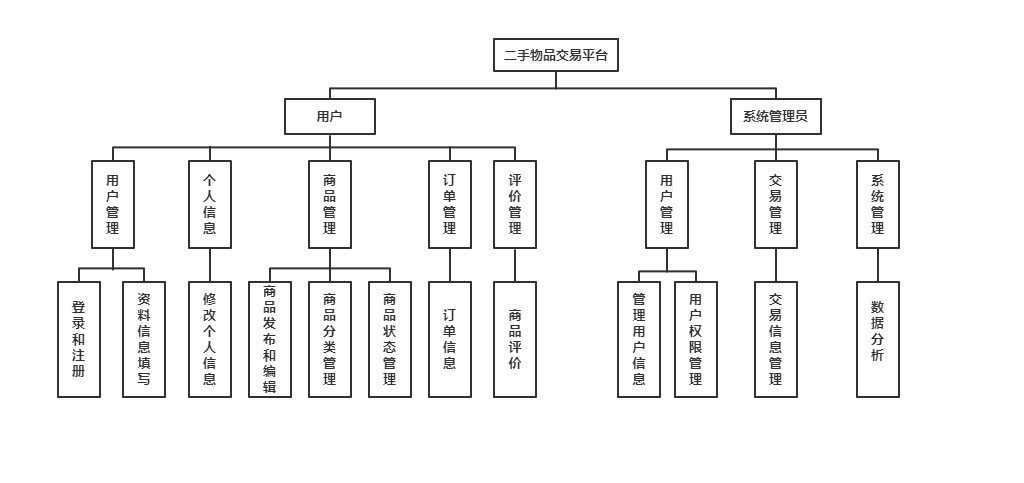 二手物品交易平台
用户
系统管理员
用户管理
个人信息
商品管理
订单管理
评价管理
用户管理
交易管理
系统管理
登录和注册
资料信息填写
修改个人信息
商品发布和编辑
商品分类管理
商品状态管理
订单信息
商品评价
管理用户信息
用户权限管理
交易信息管理
数据分析